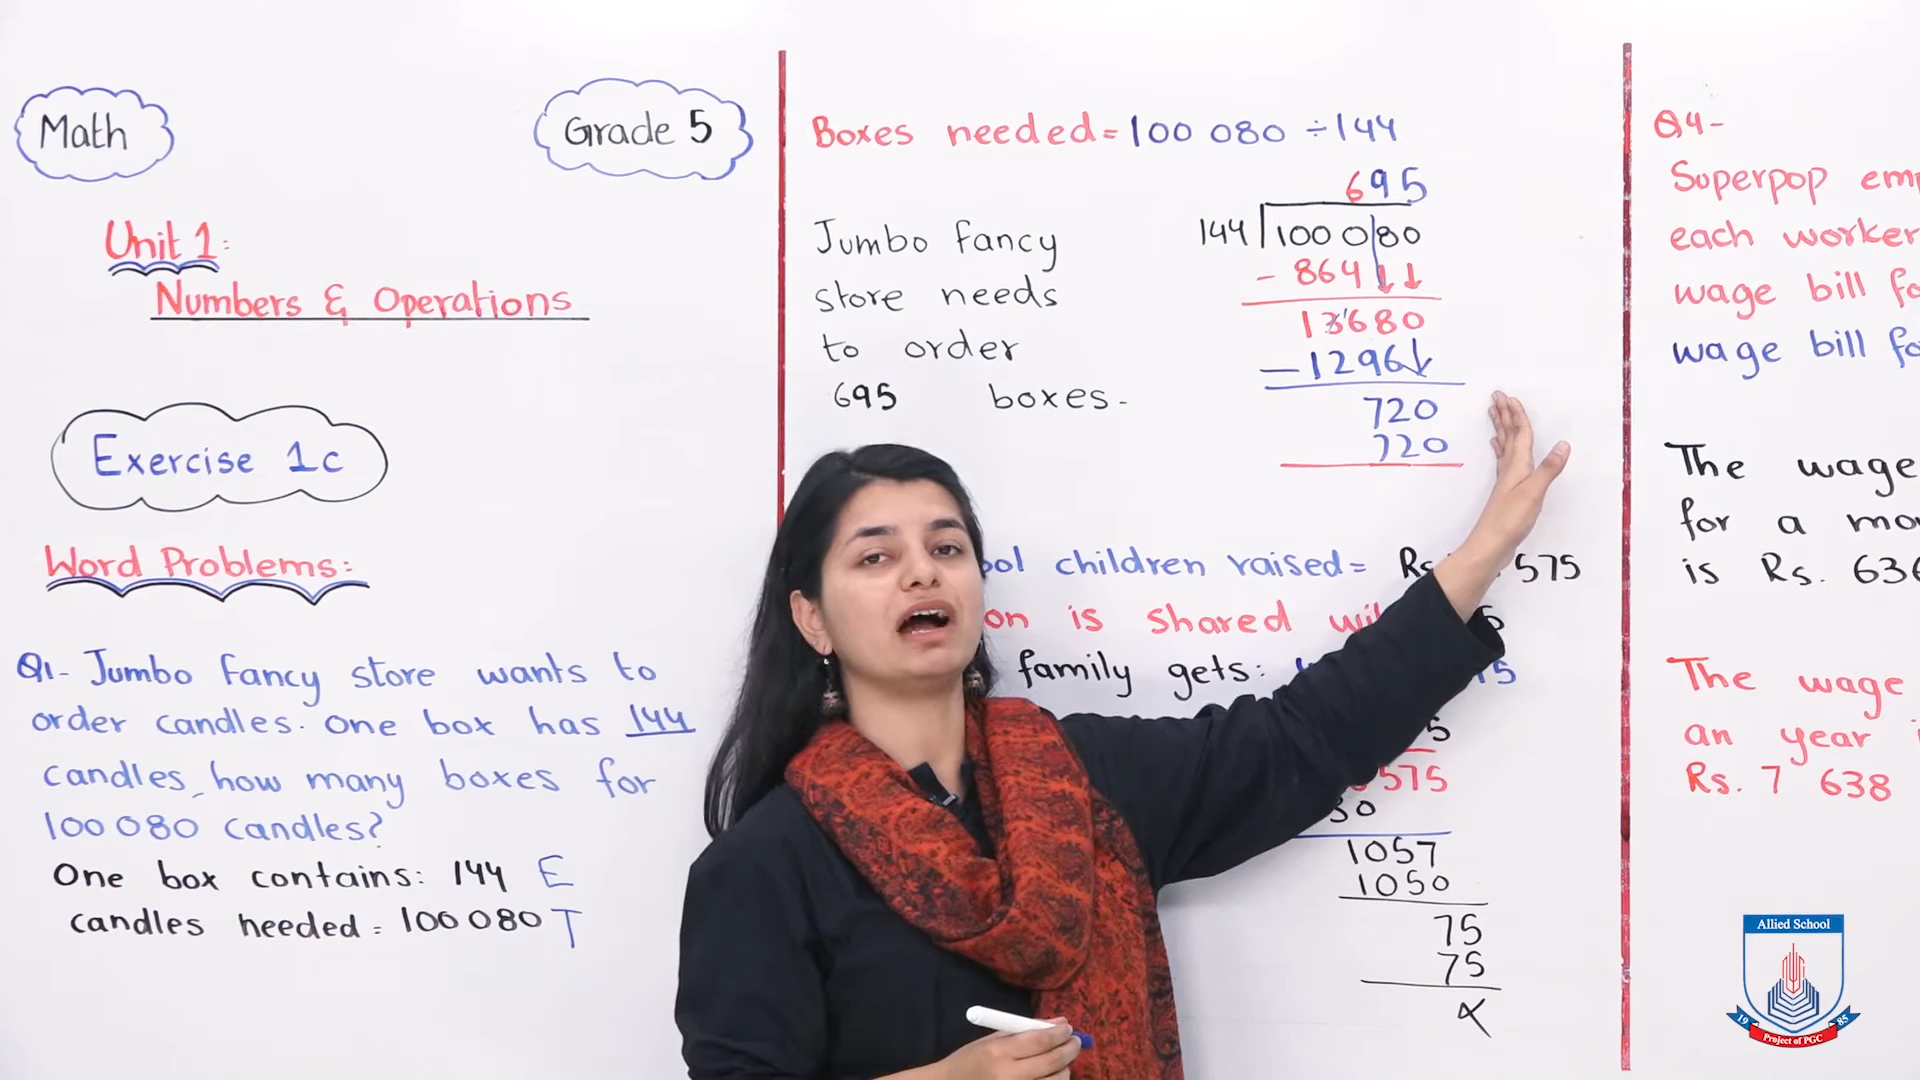 Math
Grade 5
Unit 1:
Numbers & Operations
Exercise 1c
Word Problems:
Q1- Jumbo fancy store wants to
order candles. One box has 144
candles, how many boxes for
100 080 candles?
One box contains: 144 E
candles needed = 100 080 T
Boxes needed = 100 080 ÷ 144
Jumbo fancy
store needs
to order
695 boxes.
695
144 100 080
- 864
13680
- 1296
720
720
children raised = 575
is shared
family gets:
5
575
30
1057
1050
75
75
Q4-
Superpop
each worker
wage bill
wage bill
The wage
for a
is Rs.
The wage
an year
Rs. 7 638
Allied School
19 85
Project of PGC